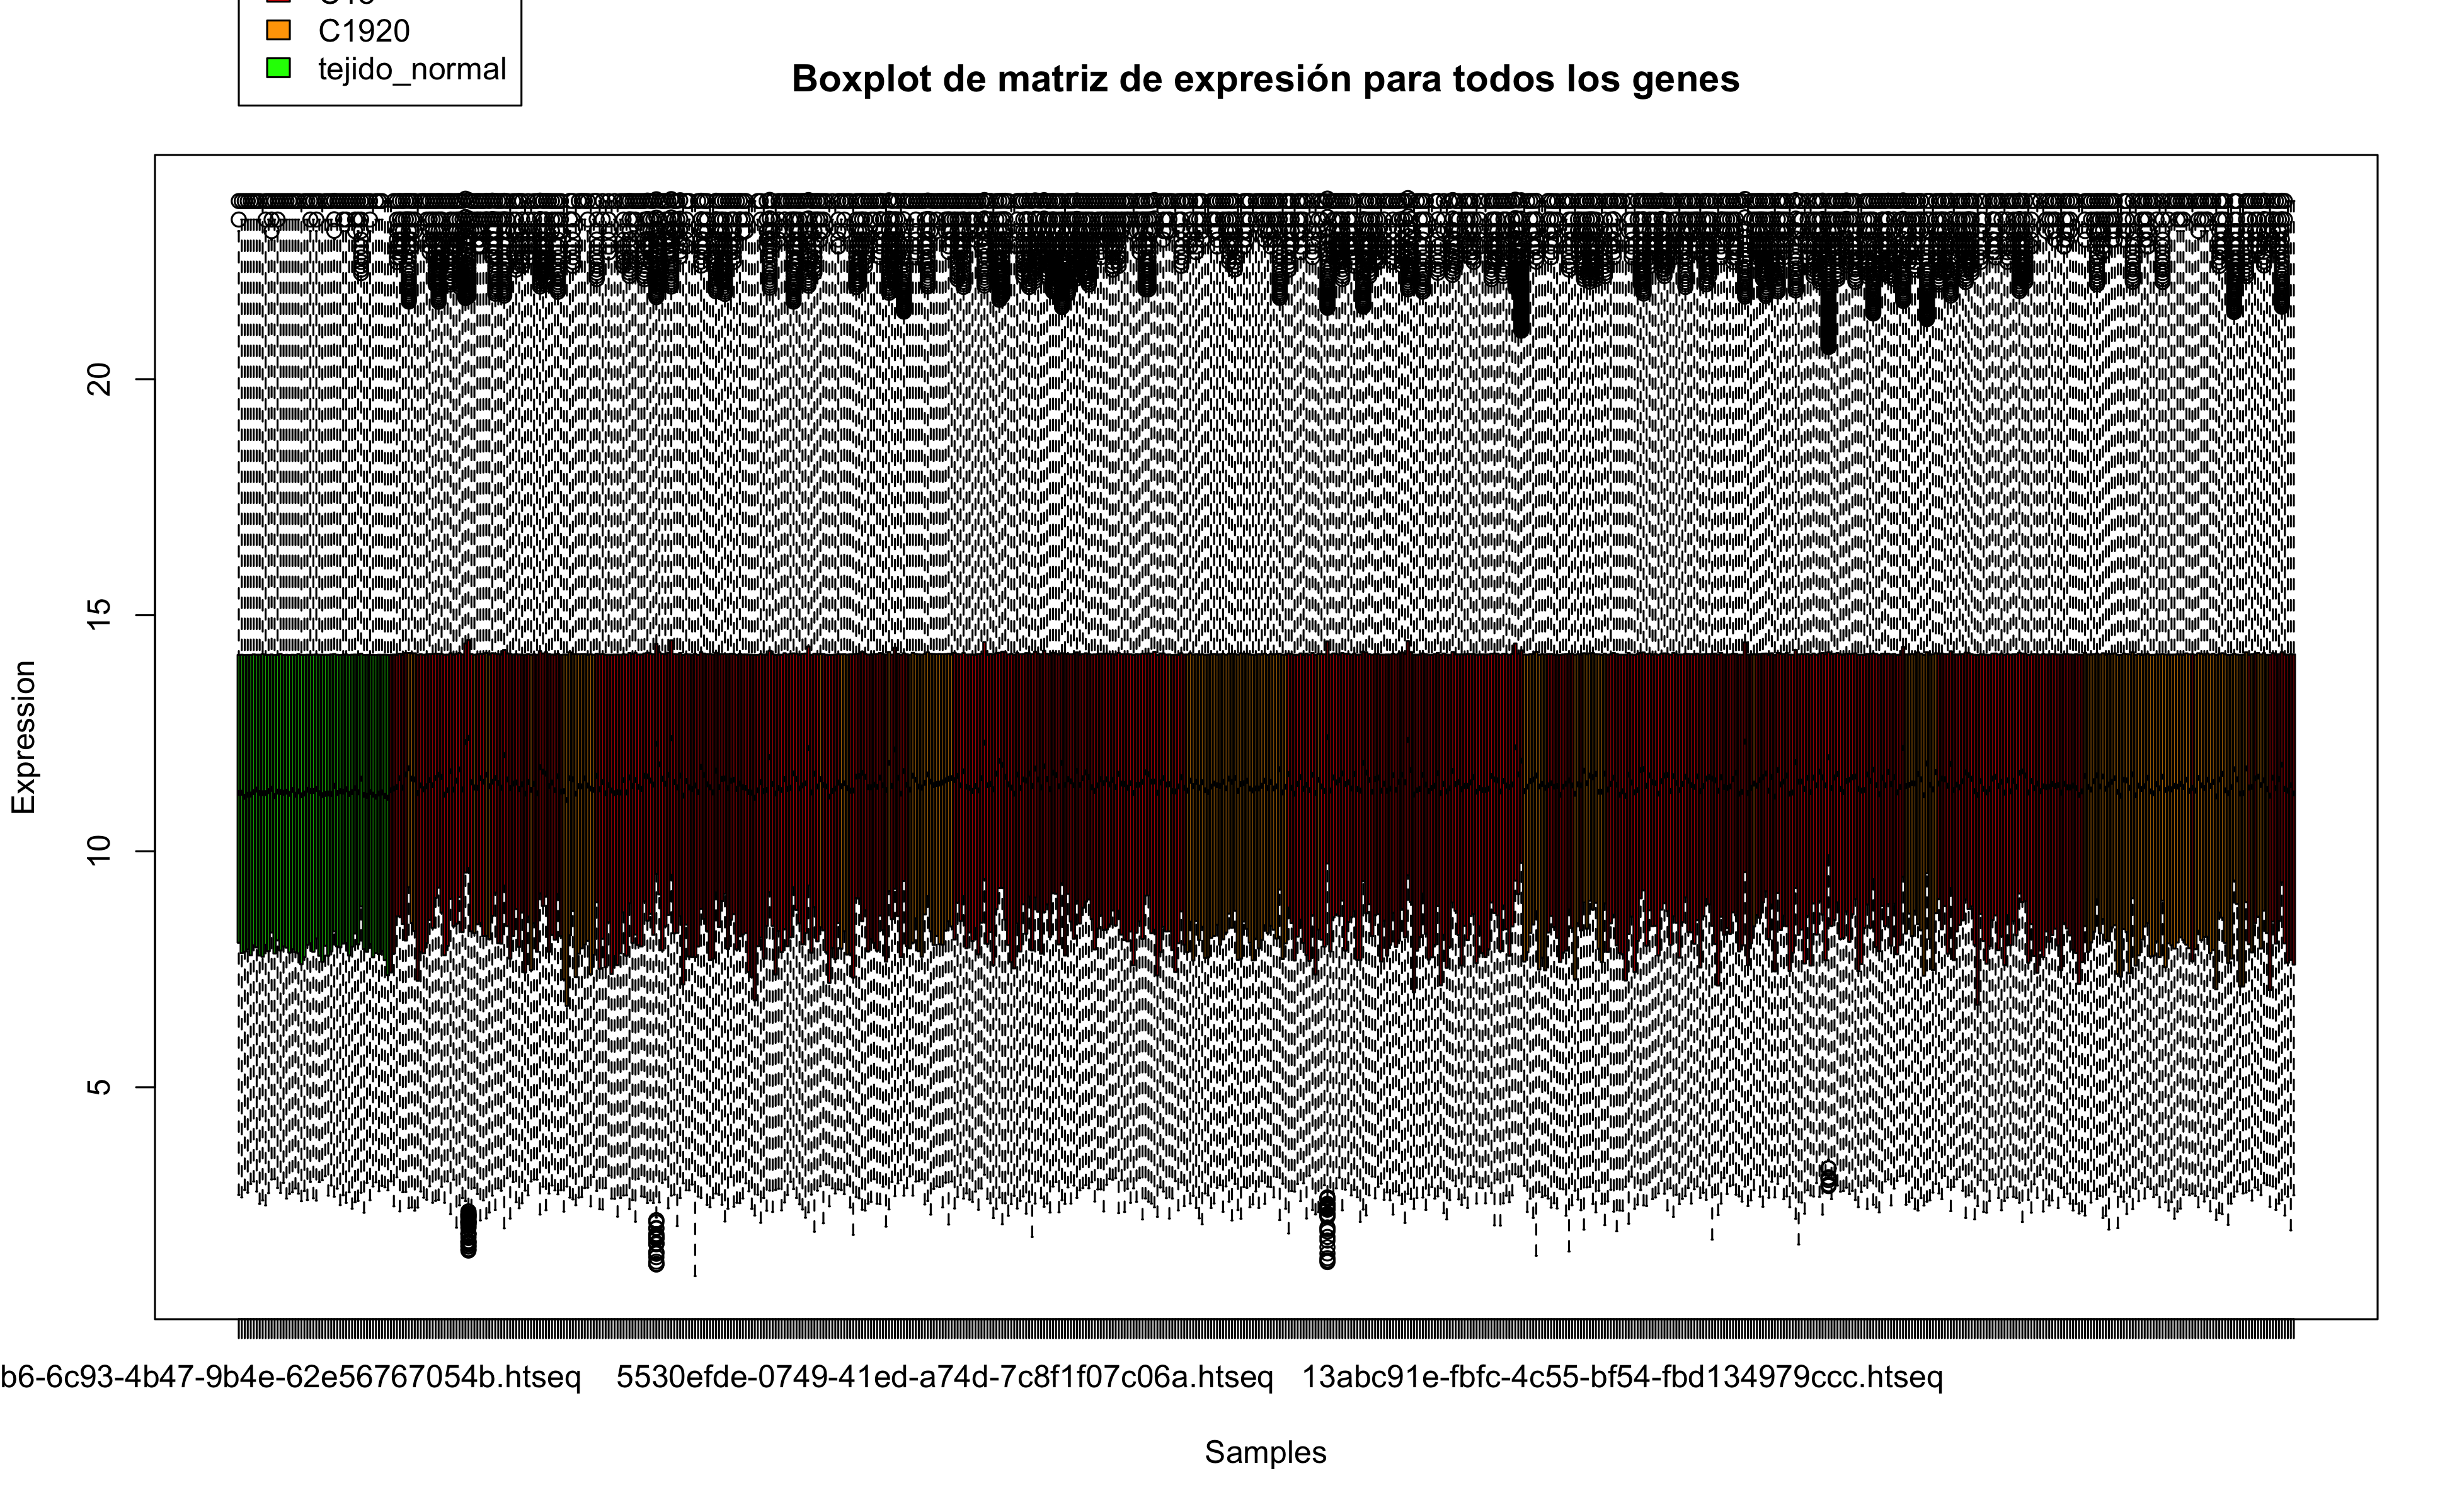 C1920
tejido_normal
Boxplot de matriz de expresión para todos los genes
Expression
20
15
10
5
b6-6c93-4b47-9b4e-62e56767054b.htseq
5530efde-0749-41ed-a74d-7c8f1f07c06a.htseq
13abc91e-fbfc-4c55-bf54-fbd134979ccc.htseq
Samples